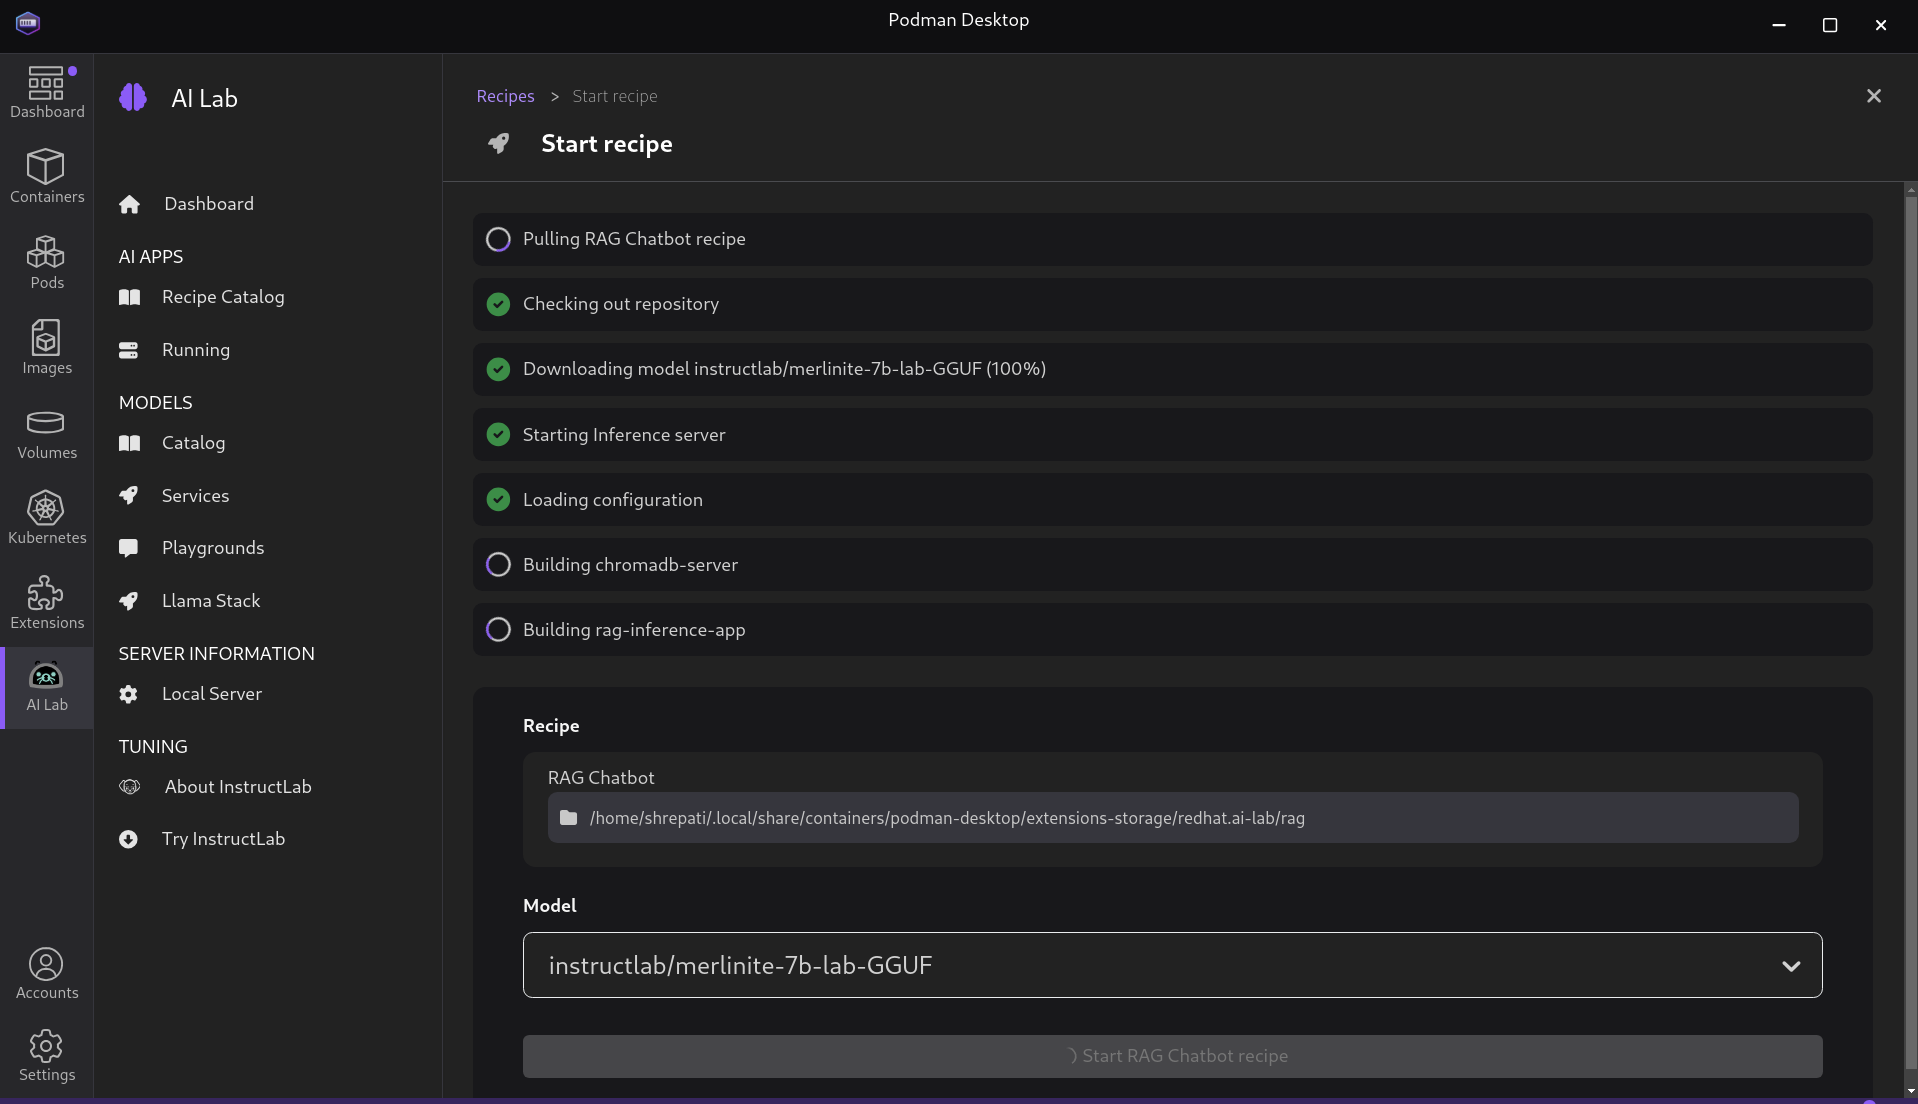 Podman Desktop
Dashboard
Containers
Pods
Images
Volumes
Kubernetes
Extensions
AI Lab
Accounts
Settings
AI Lab
Dashboard
AI APPS
Recipe Catalog
Running
MODELS
Catalog
Services
Playgrounds
Llama Stack
SERVER INFORMATION
Local Server
TUNING
About InstructLab
Try InstructLab
Recipes > Start recipe
Start recipe
Pulling RAG Chatbot recipe
Checking out repository
Downloading model instructlab/merlinite-7b-lab-GGUF (100%)
Starting Inference server
Loading configuration
Building chromadb-server
Building rag-inference-app
Recipe
RAG Chatbot
/home/shrepati/.local/share/containers/podman-desktop/extensions-storage/redhat.ai-lab/rag
Model
instructlab/merlinite-7b-lab-GGUF
Start RAG Chatbot recipe